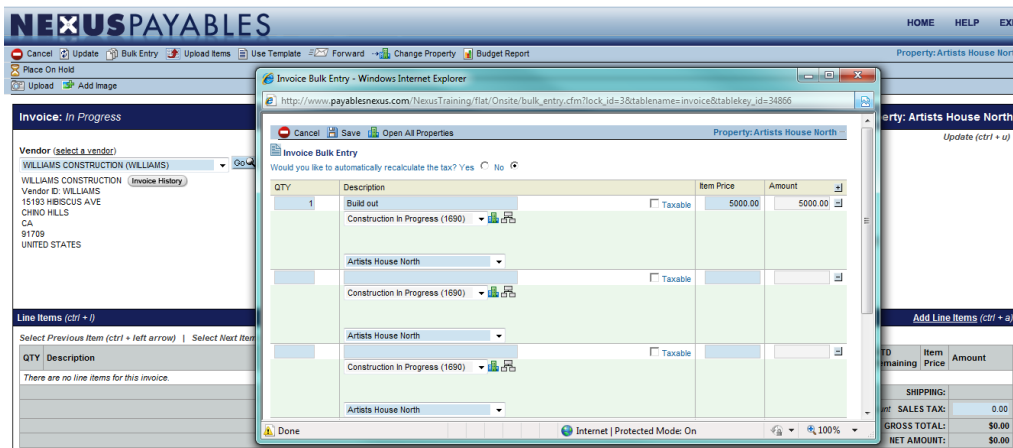 NEXUSPAYABLES
HOME HELP
Cancel Update Bulk Entry Upload Items Use Template Forward Change Property Budget Report
Property: Artists House
Place On Hold
Upload Add Image
Invoice: In Progress
Property: Artists House North
Update (ctrl + u)
Vendor (select a vendor)
WILLIAMS CONSTRUCTION (WILLIAMS) Go
WILLIAMS CONSTRUCTION Invoice History
Vendor ID: WILLIAMS
15193 HIBISCUS AVE
CHINO HILLS
CA
91709
UNITED STATES
Line Items (ctrl + l)
Add Line Items (ctrl + a)
Select Previous Item (ctrl + left arrow) | Select Next Item
QTY Description
Item Price Amount
There are no line items for this invoice.
SHIPPING:
SALES TAX: 0.00
GROSS TOTAL: $0.00
NET AMOUNT: $0.00
Invoice Bulk Entry - Windows Internet Explorer
http://www.payablesnexus.com/NexusTraining/flat/Onsite/bulk_entry.cfm?lock_id=3&tablename=invoice&tablekey_id=34866
Cancel Save Open All Properties Property: Artists House North
Invoice Bulk Entry
Would you like to automatically recalculate the tax? Yes No
QTY Description Item Price Amount
1 Build out Taxable 5000.00 5000.00
Construction In Progress (1690)
Artists House North
Taxable
Construction In Progress (1690)
Artists House North
Taxable
Construction In Progress (1690)
Artists House North
Done Internet | Protected Mode: On 100%